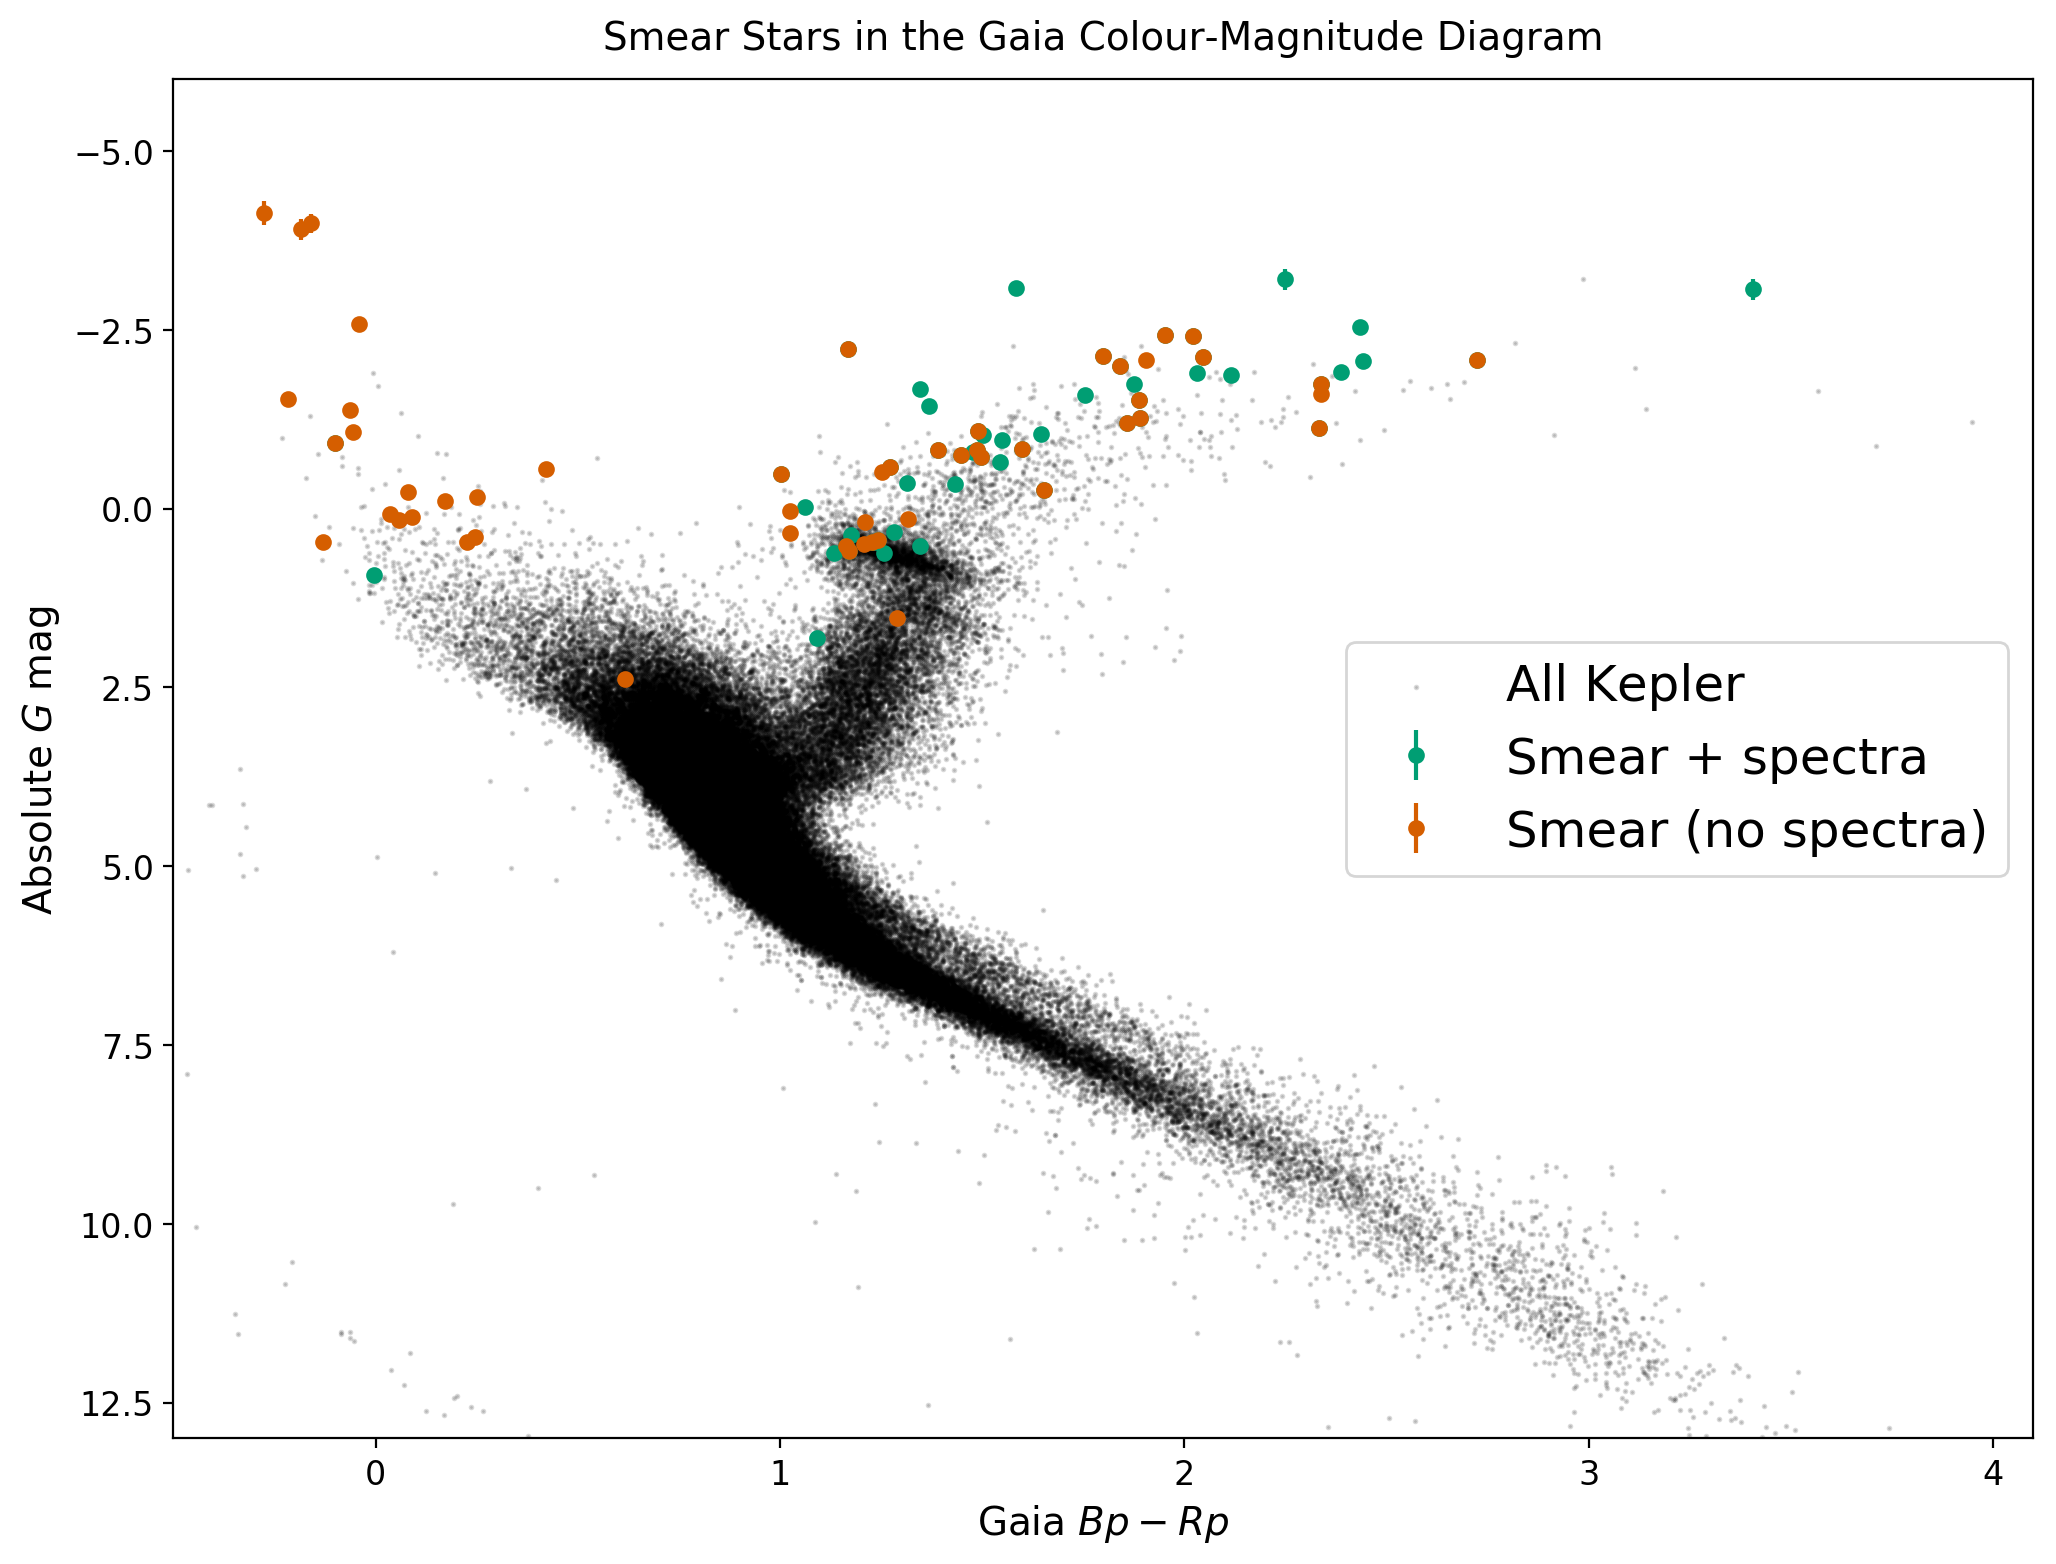 Smear Stars in the Gaia Colour-Magnitude Diagram
−5.0
−2.5
0.0
2.5
5.0
7.5
10.0
12.5
Absolute G mag
All Kepler
Smear + spectra
Smear (no spectra)
0 1 2 3 4
Gaia Bp − Rp